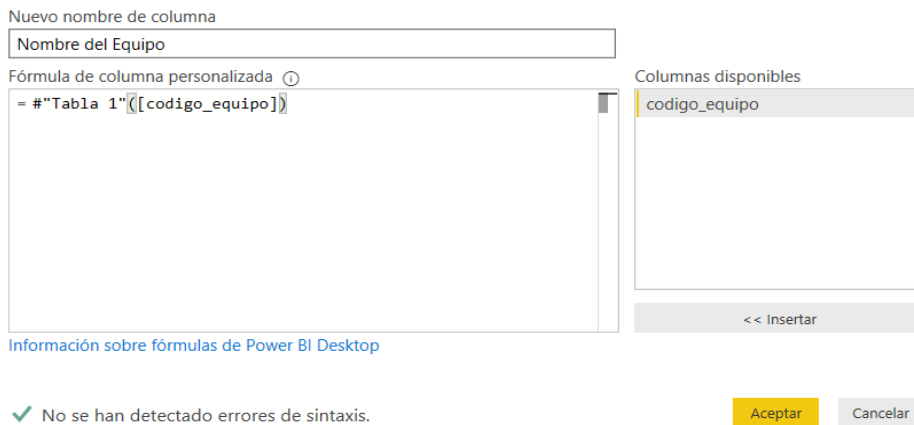 Nuevo nombre de columna
Nombre del Equipo
Fórmula de columna personalizada
Columnas disponibles
= #"Tabla 1"([codigo_equipo])
codigo_equipo
<< Insertar
Información sobre fórmulas de Power BI Desktop
No se han detectado errores de sintaxis.
Aceptar
Cancelar